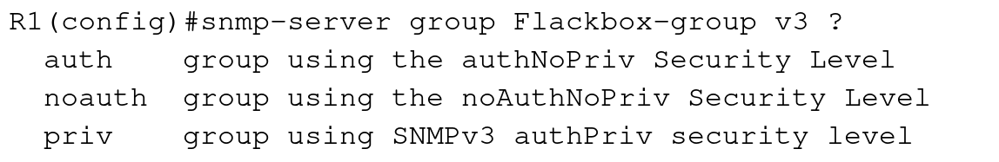 R1(config)#snmp-server group Flackbox-group v3 ?
  auth    group using the authNoPriv Security Level
  noauth  group using the noAuthNoPriv Security Level
  priv    group using SNMPv3 authPriv security level